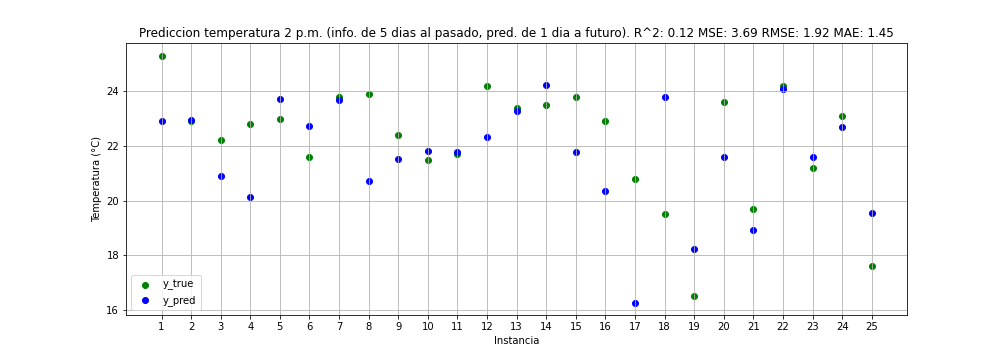 Prediccion temperatura 2 p.m. (info. de 5 dias al pasado, pred. de 1 dia a futuro). R^2: 0.12 MSE: 3.69 RMSE: 1.92 MAE: 1.45
Temperatura (°C)
24
22
20
18
16
y_true
y_pred
1 2 3 4 5 6 7 8 9 10 11 12 13 14 15 16 17 18 19 20 21 22 23 24 25
Instancia